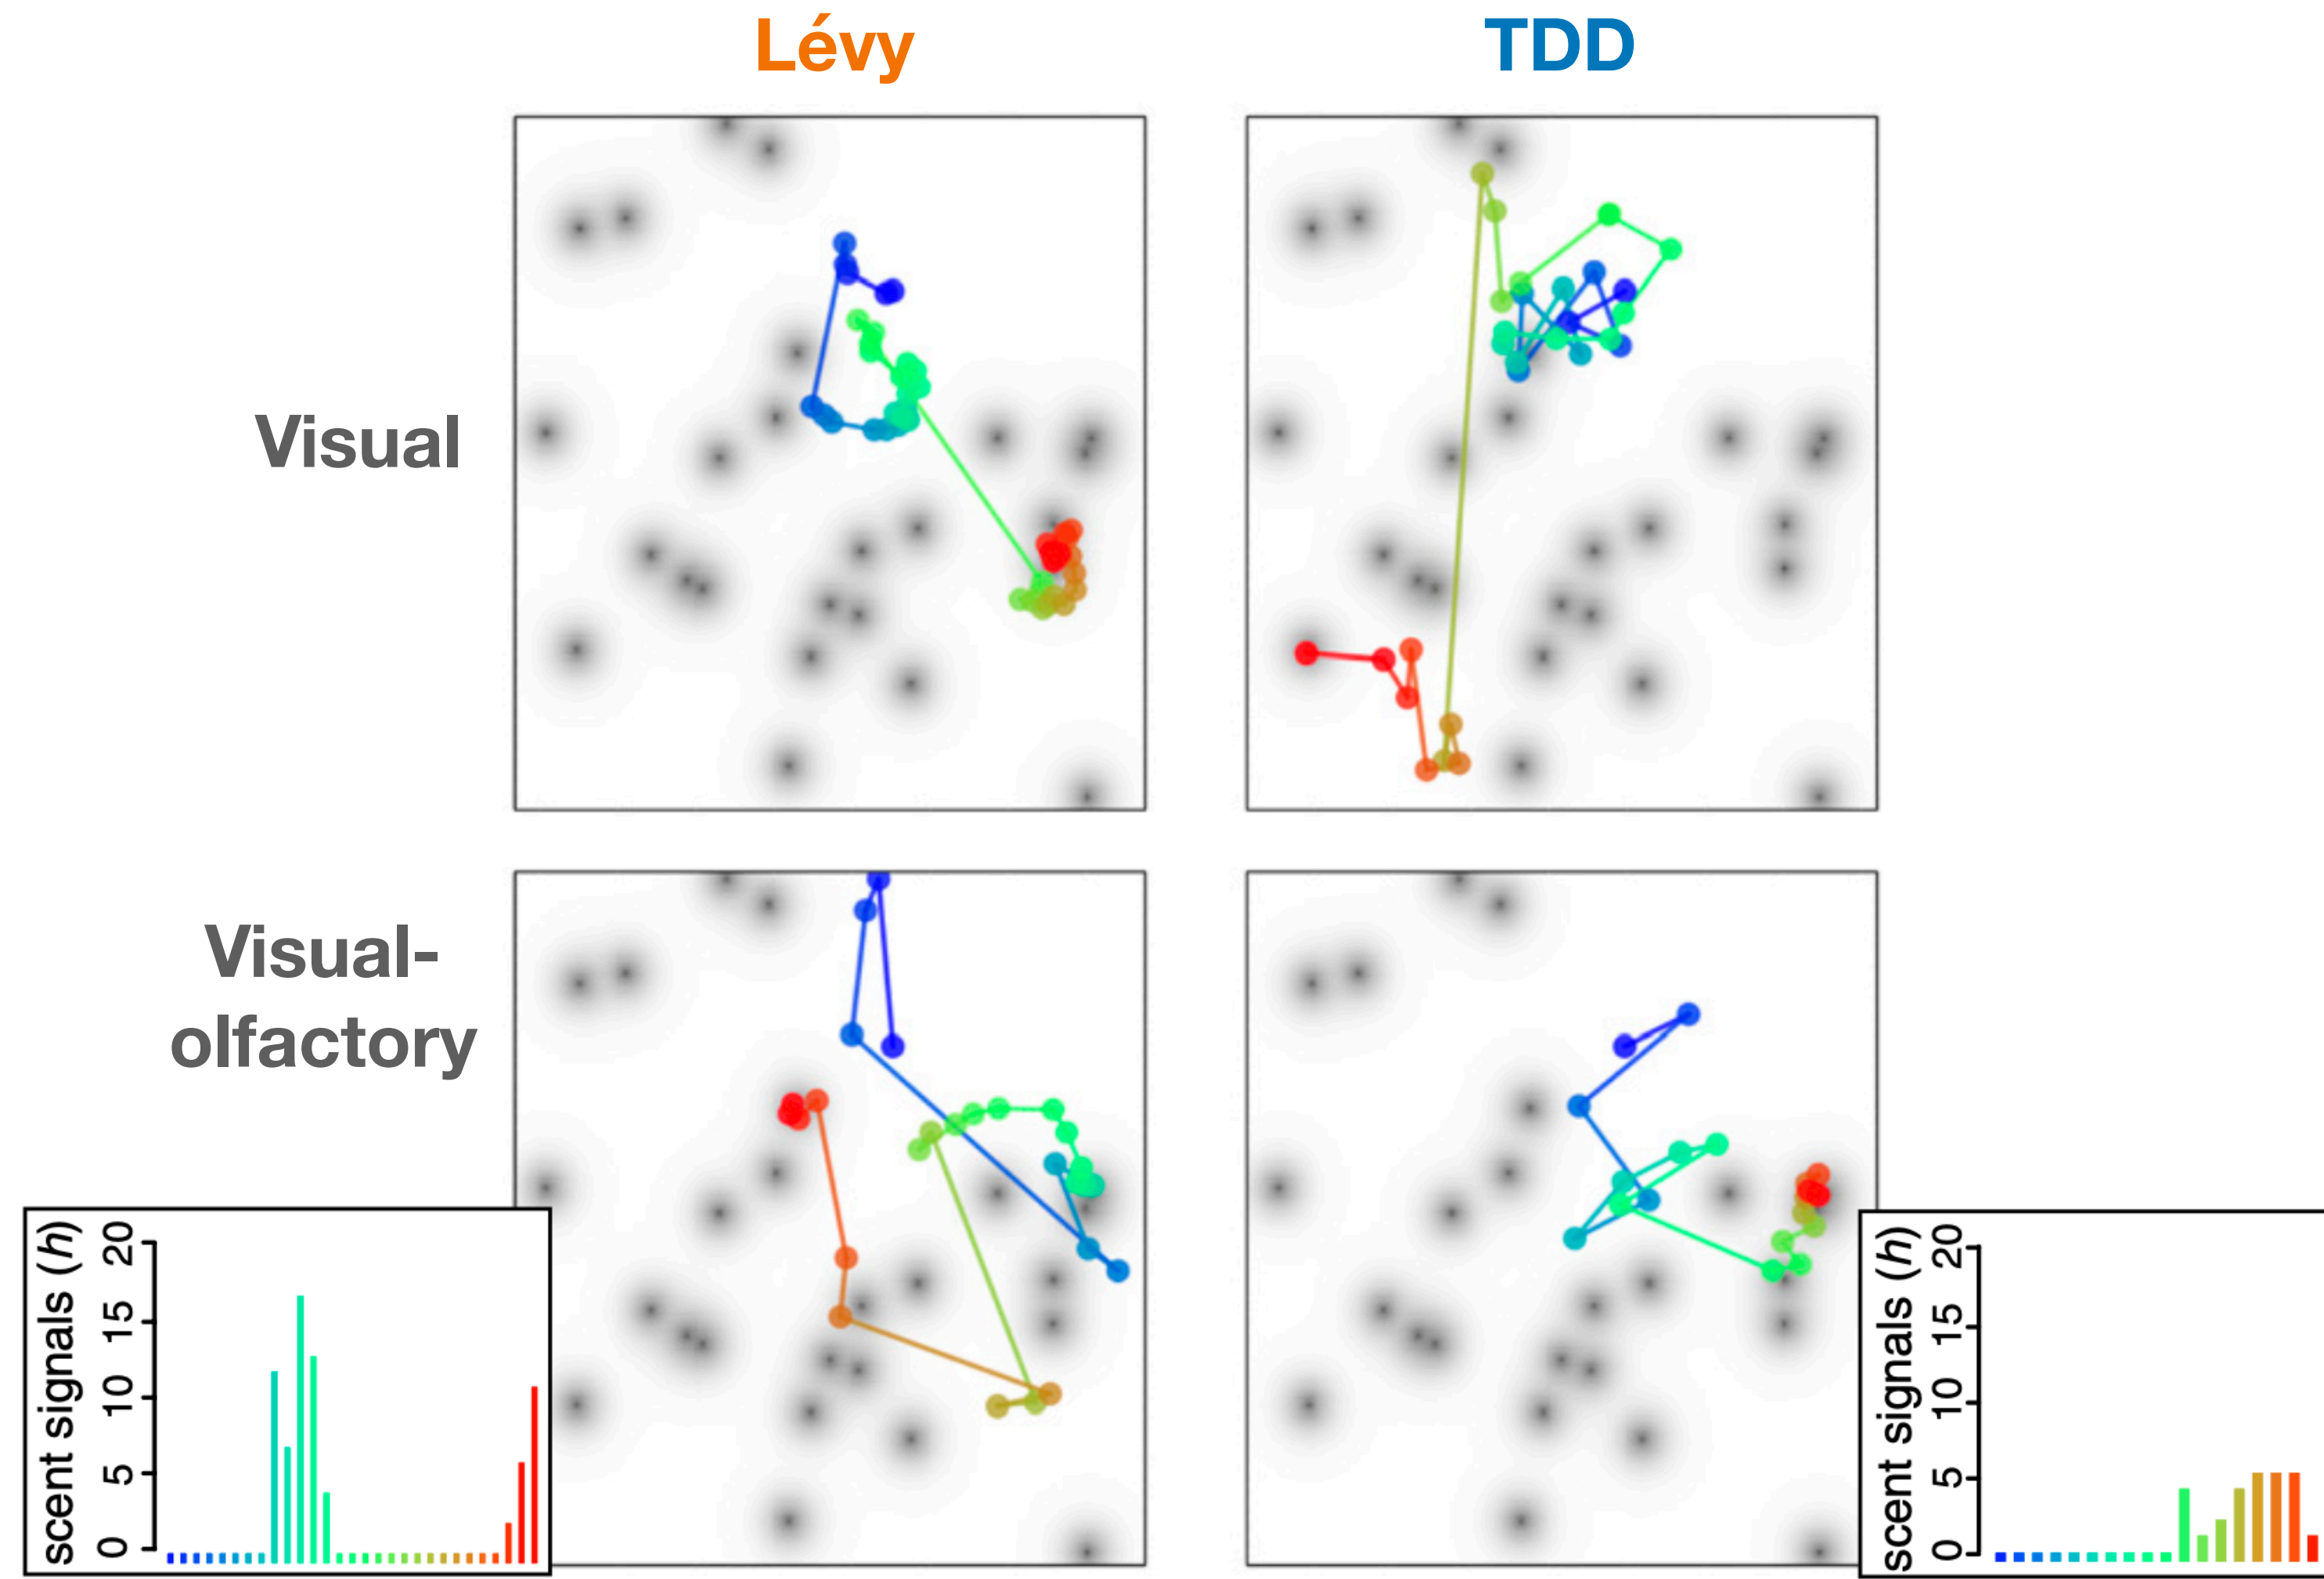 Lévy
TDD
Visual
Visual-
olfactory
scent signals (h)
0 5 10 15 20
scent signals (h)
0 5 10 15 20